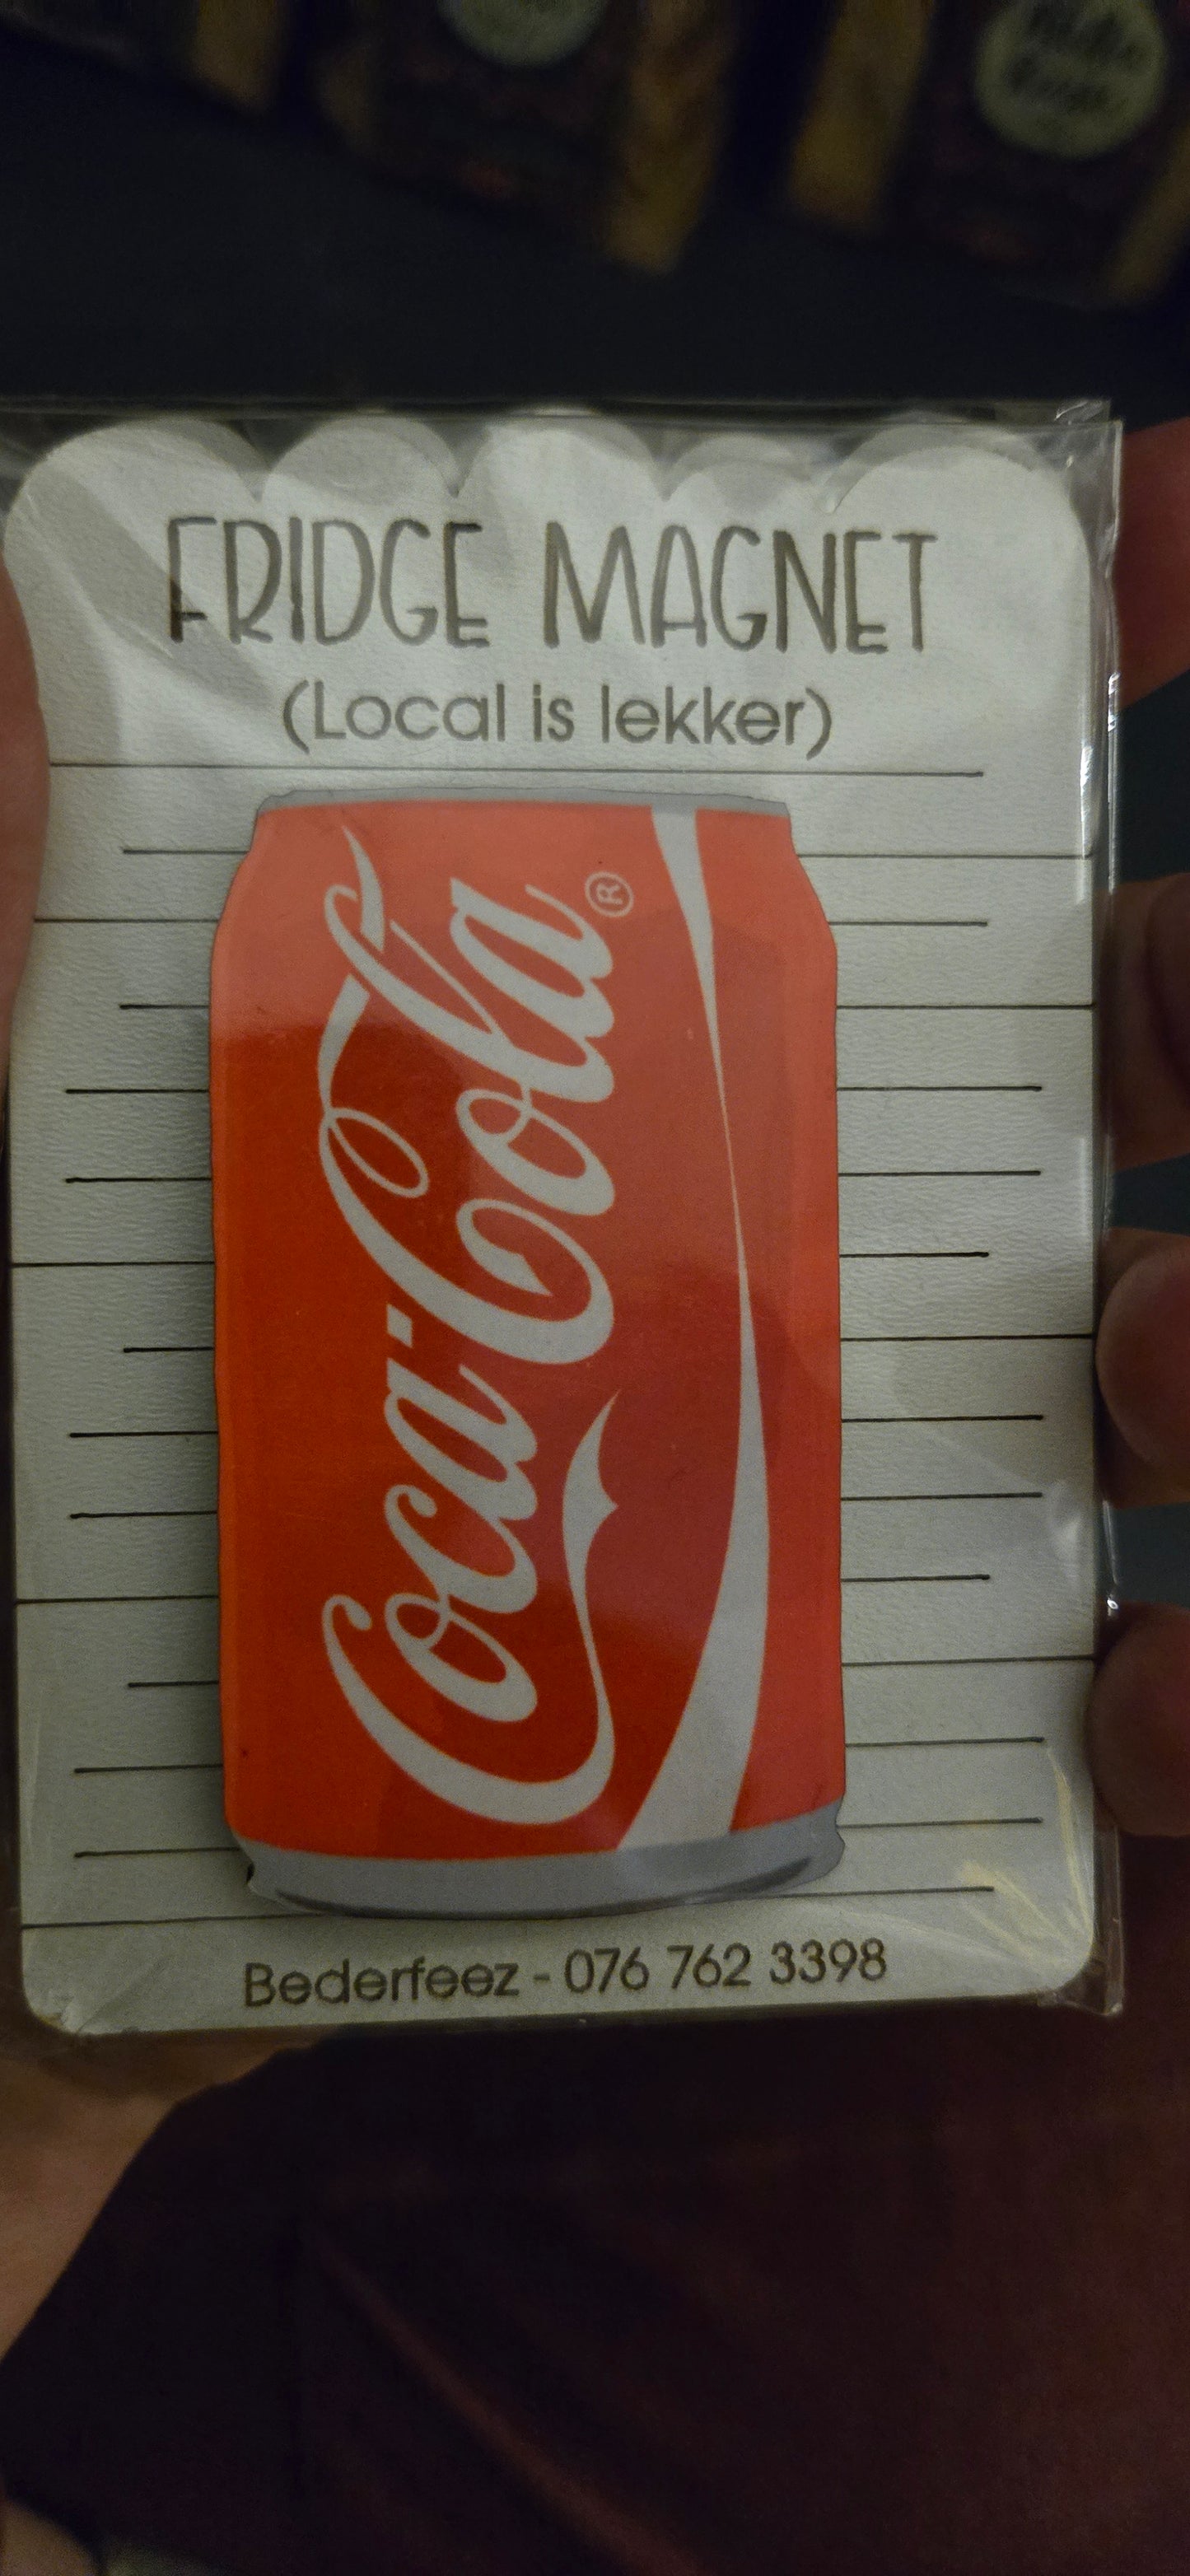 FRIDGE MAGNET
(Local is lekker)
Coca-Cola®
Bederfeez - 076 762 3398